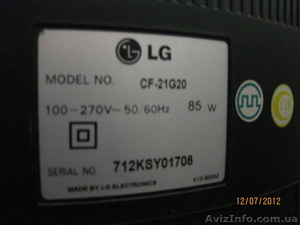 LG
MODEL NO. CF-21G20
100-270V~ 50/60Hz 85 W
SERIAL NO. 712KSY01708
MADE BY LG ELECTRONICS
12/07/2012
AviZinfo.com.ua